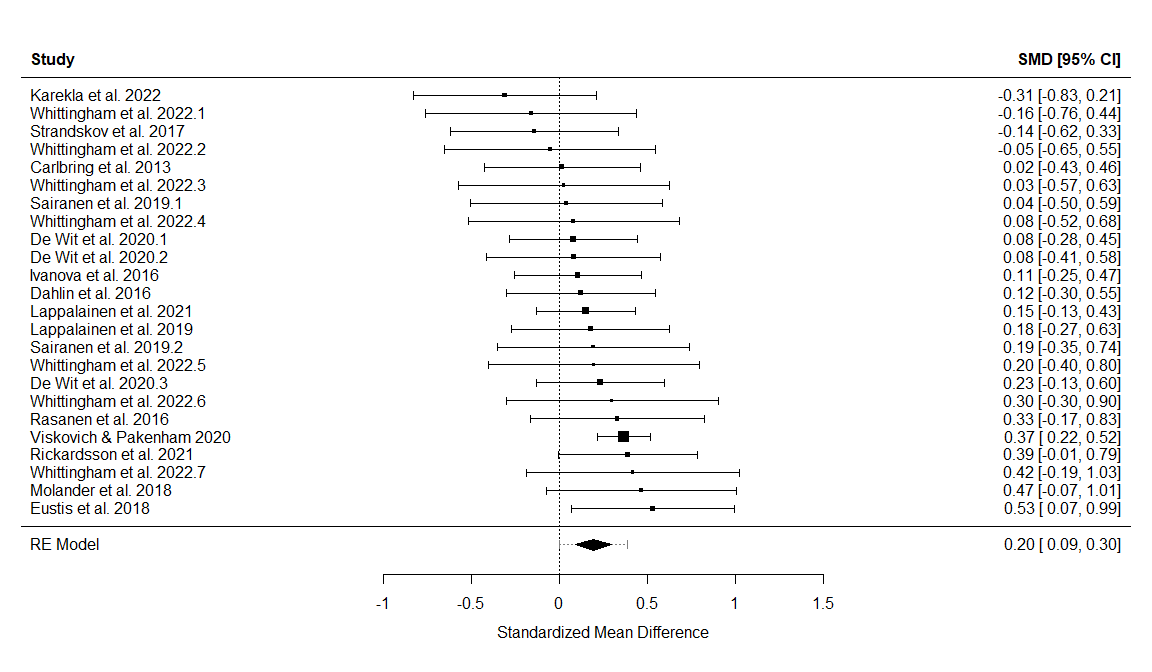 Study SMD [95% CI]
Karekla et al. 2022 -0.31 [-0.83, 0.21]
Whittingham et al. 2022.1 -0.16 [-0.76, 0.44]
Strandskov et al. 2017 -0.14 [-0.62, 0.33]
Whittingham et al. 2022.2 -0.05 [-0.65, 0.55]
Carlbring et al. 2013 0.02 [-0.43, 0.46]
Whittingham et al. 2022.3 0.03 [-0.57, 0.63]
Sairanen et al. 2019.1 0.04 [-0.50, 0.59]
Whittingham et al. 2022.4 0.08 [-0.52, 0.68]
De Wit et al. 2020.1 0.08 [-0.28, 0.45]
De Wit et al. 2020.2 0.08 [-0.41, 0.58]
Ivanova et al. 2016 0.11 [-0.25, 0.47]
Dahlin et al. 2016 0.12 [-0.30, 0.55]
Lappalainen et al. 2021 0.15 [-0.13, 0.43]
Lappalainen et al. 2019 0.18 [-0.27, 0.63]
Sairanen et al. 2019.2 0.19 [-0.35, 0.74]
Whittingham et al. 2022.5 0.20 [-0.40, 0.80]
De Wit et al. 2020.3 0.23 [-0.13, 0.60]
Whittingham et al. 2022.6 0.30 [-0.30, 0.90]
Rasanen et al. 2016 0.33 [-0.17, 0.83]
Viskovich & Pakenham 2020 0.37 [ 0.22, 0.52]
Rickardsson et al. 2021 0.39 [-0.01, 0.79]
Whittingham et al. 2022.7 0.42 [-0.19, 1.03]
Molander et al. 2018 0.47 [-0.07, 1.01]
Eustis et al. 2018 0.53 [ 0.07, 0.99]
RE Model 0.20 [ 0.09, 0.30]
-1 -0.5 0 0.5 1 1.5
Standardized Mean Difference